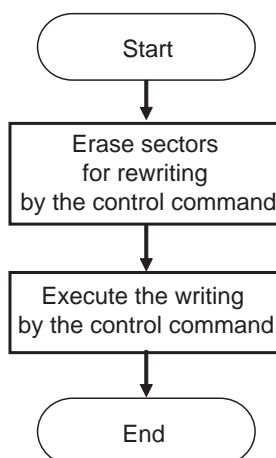 Start
Erase sectors
for rewriting
by the control command
Execute the writing
by the control command
End